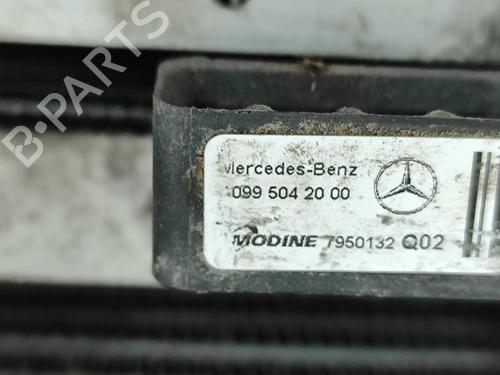 B-PARTS
Mercedes-Benz
099 504 20 00
MODINE 7950132 Q02